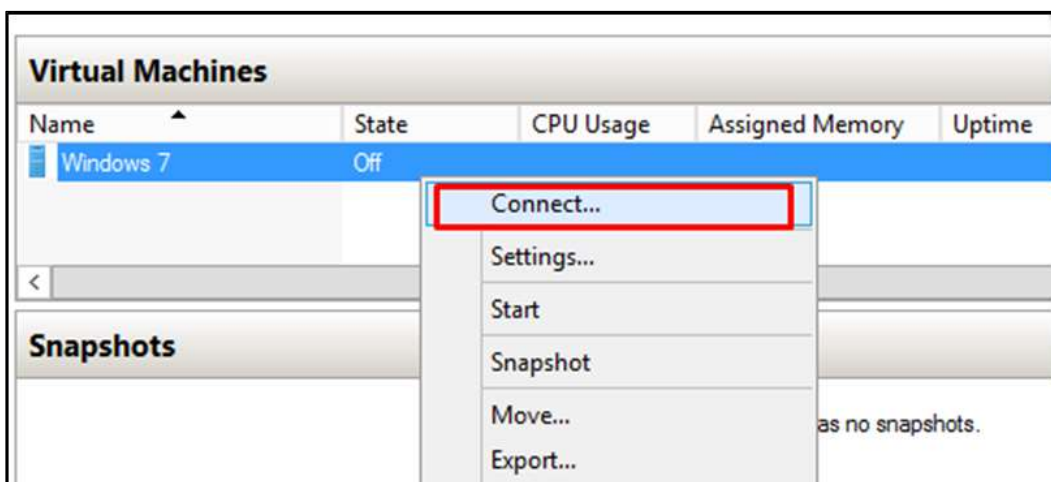 Virtual Machines
Name State CPU Usage Assigned Memory Uptime
Windows 7 Off
Connect...
Settings...
Start
Snapshots
Snapshot
Move...
as no snapshots.
Export...